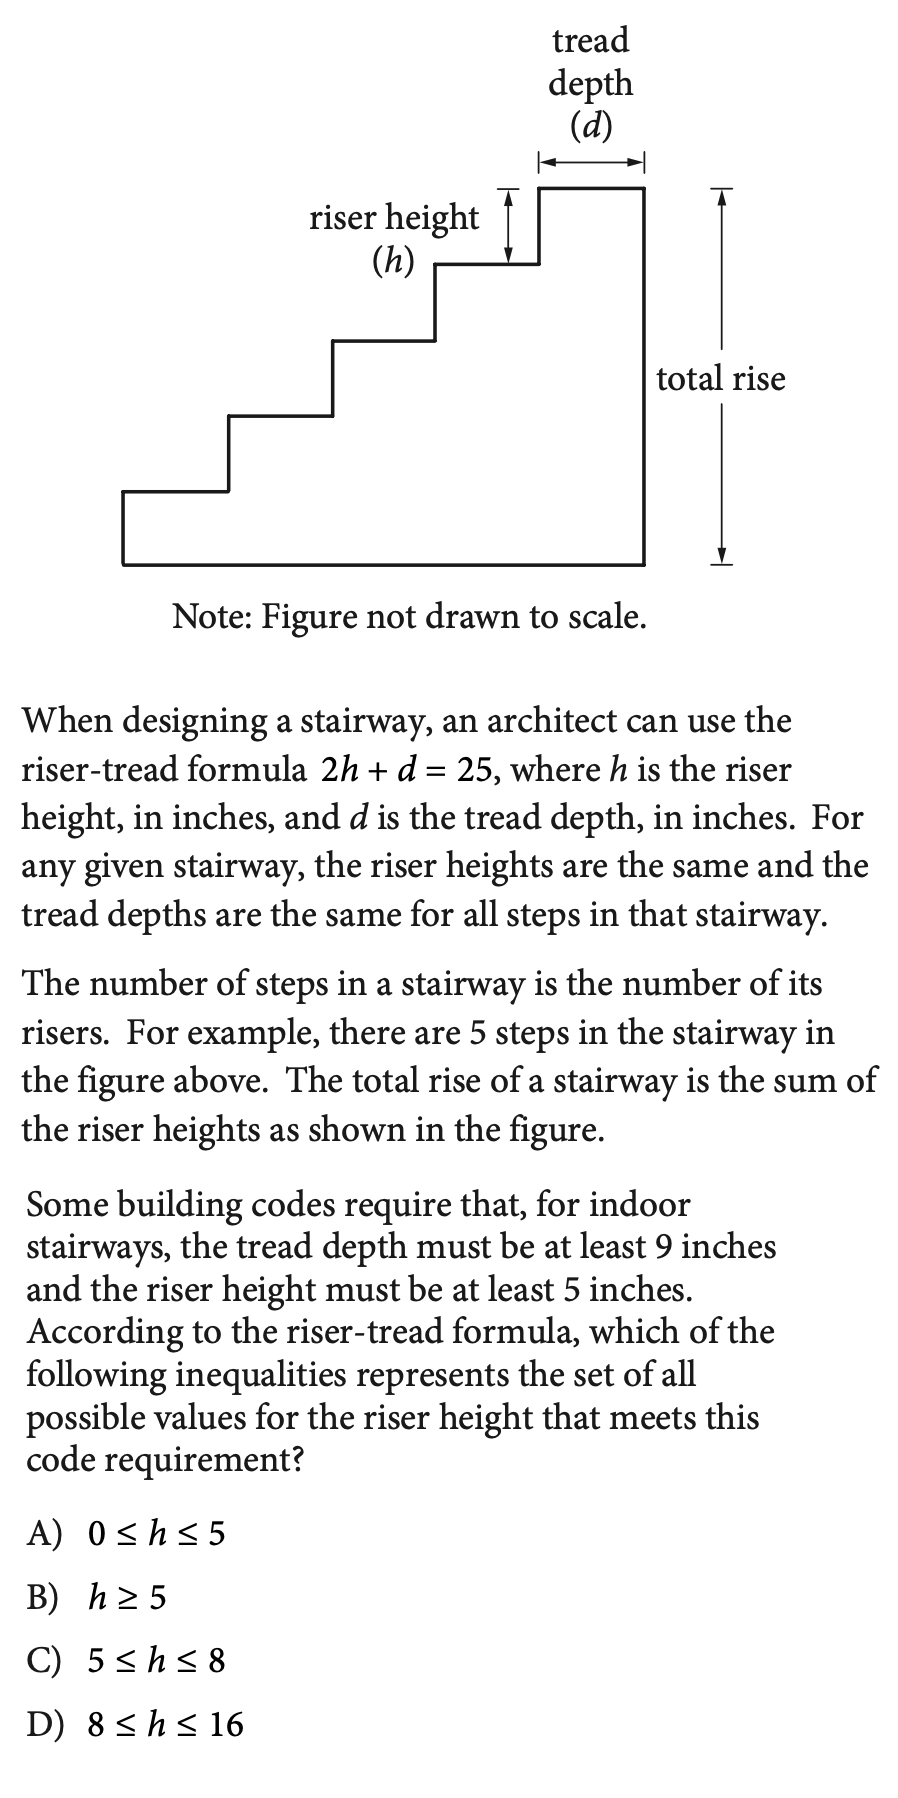 tread
depth
(d)
riser height
(h)
total rise
Note: Figure not drawn to scale.
When designing a stairway, an architect can use the
riser-tread formula 2h + d = 25, where h is the riser
height, in inches, and d is the tread depth, in inches. For
any given stairway, the riser heights are the same and the
tread depths are the same for all steps in that stairway.
The number of steps in a stairway is the number of its
risers. For example, there are 5 steps in the stairway in
the figure above. The total rise of a stairway is the sum of
the riser heights as shown in the figure.
Some building codes require that, for indoor
stairways, the tread depth must be at least 9 inches
and the riser height must be at least 5 inches.
According to the riser-tread formula, which of the
following inequalities represents the set of all
possible values for the riser height that meets this
code requirement?
A) 0 ≤ h ≤ 5
B) h ≥ 5
C) 5 ≤ h ≤ 8
D) 8 ≤ h ≤ 16